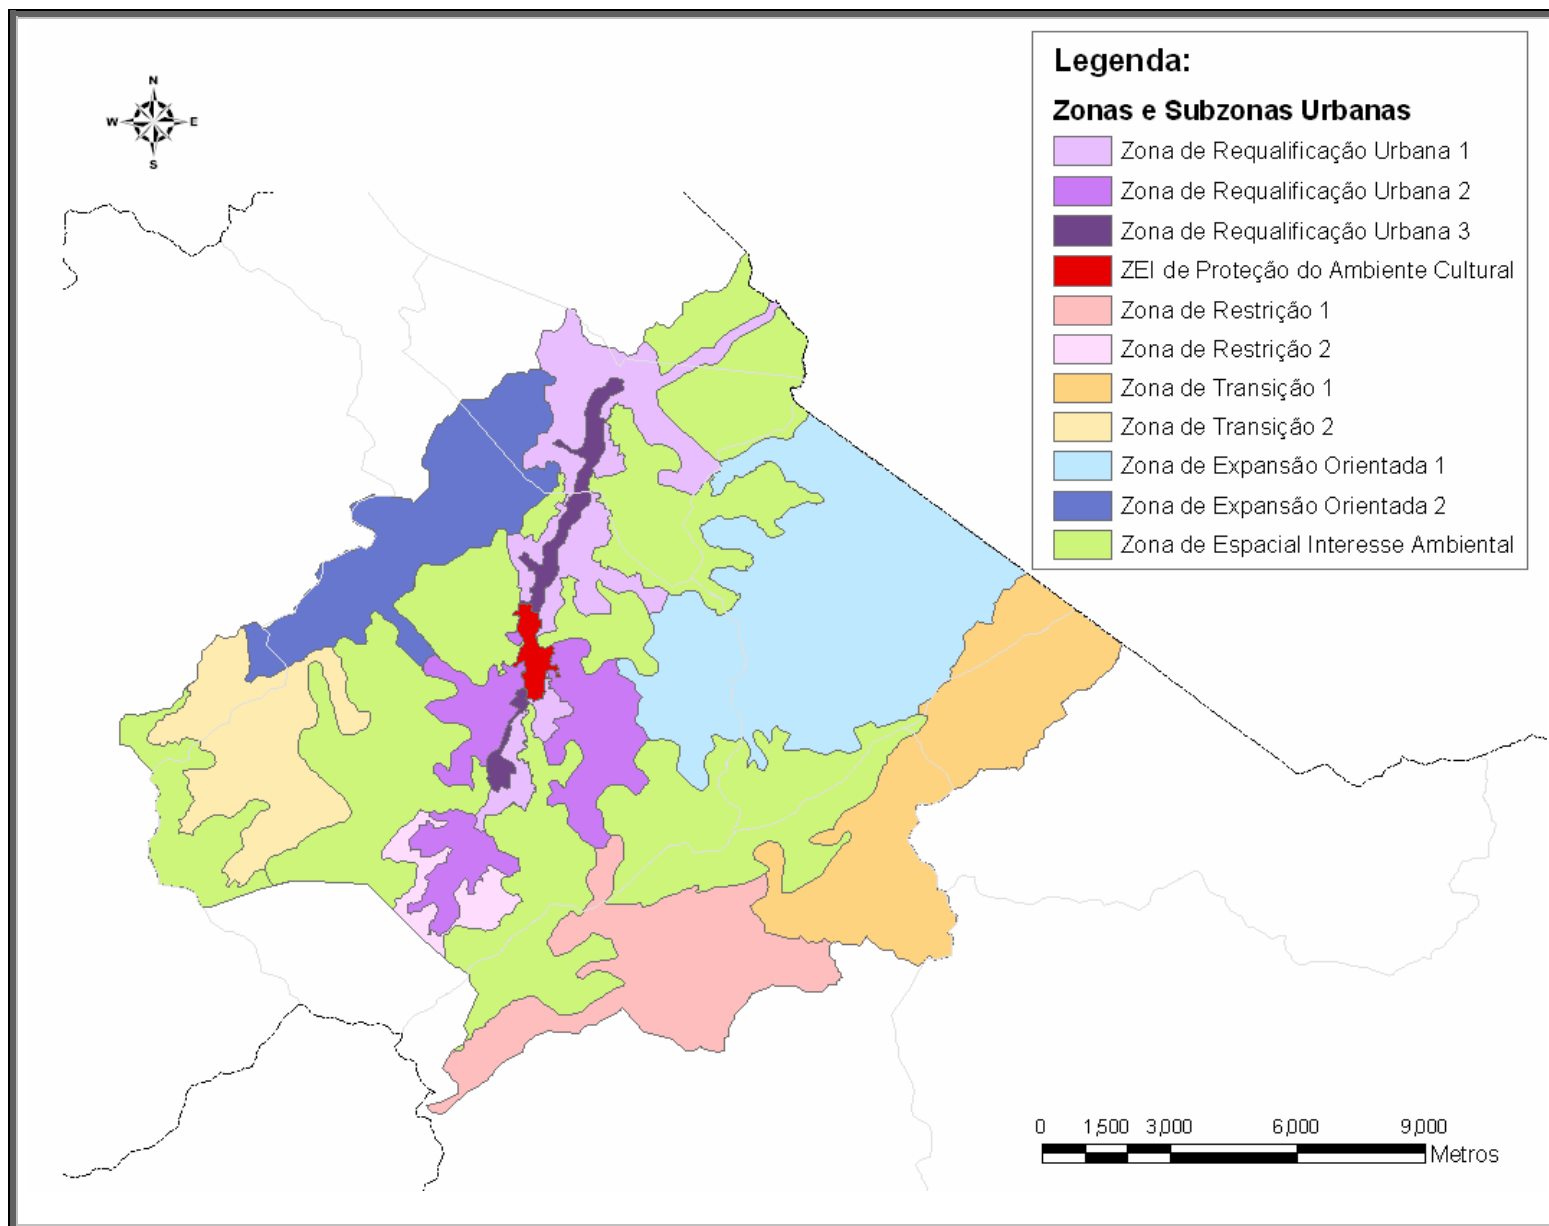 N
W E
S
Legenda:
Zonas e Subzonas Urbanas
Zona de Requalificação Urbana 1
Zona de Requalificação Urbana 2
Zona de Requalificação Urbana 3
ZEI de Proteção do Ambiente Cultural
Zona de Restrição 1
Zona de Restrição 2
Zona de Transição 1
Zona de Transição 2
Zona de Expansão Orientada 1
Zona de Expansão Orientada 2
Zona de Espacial Interesse Ambiental
0 1,500 3,000 6,000 9,000
Metros